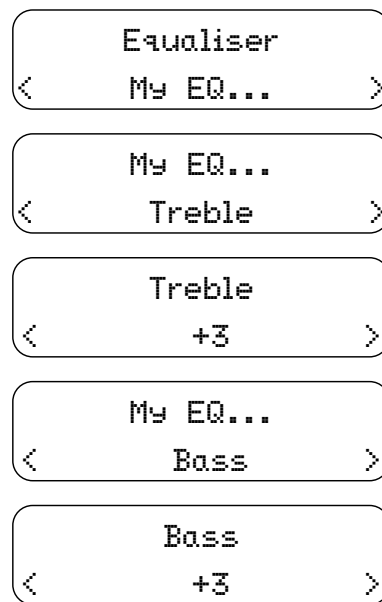 Equaliser
< My EQ... >
My EQ...
< Treble >
Treble
< +3 >
My EQ...
< Bass >
Bass
< +3 >